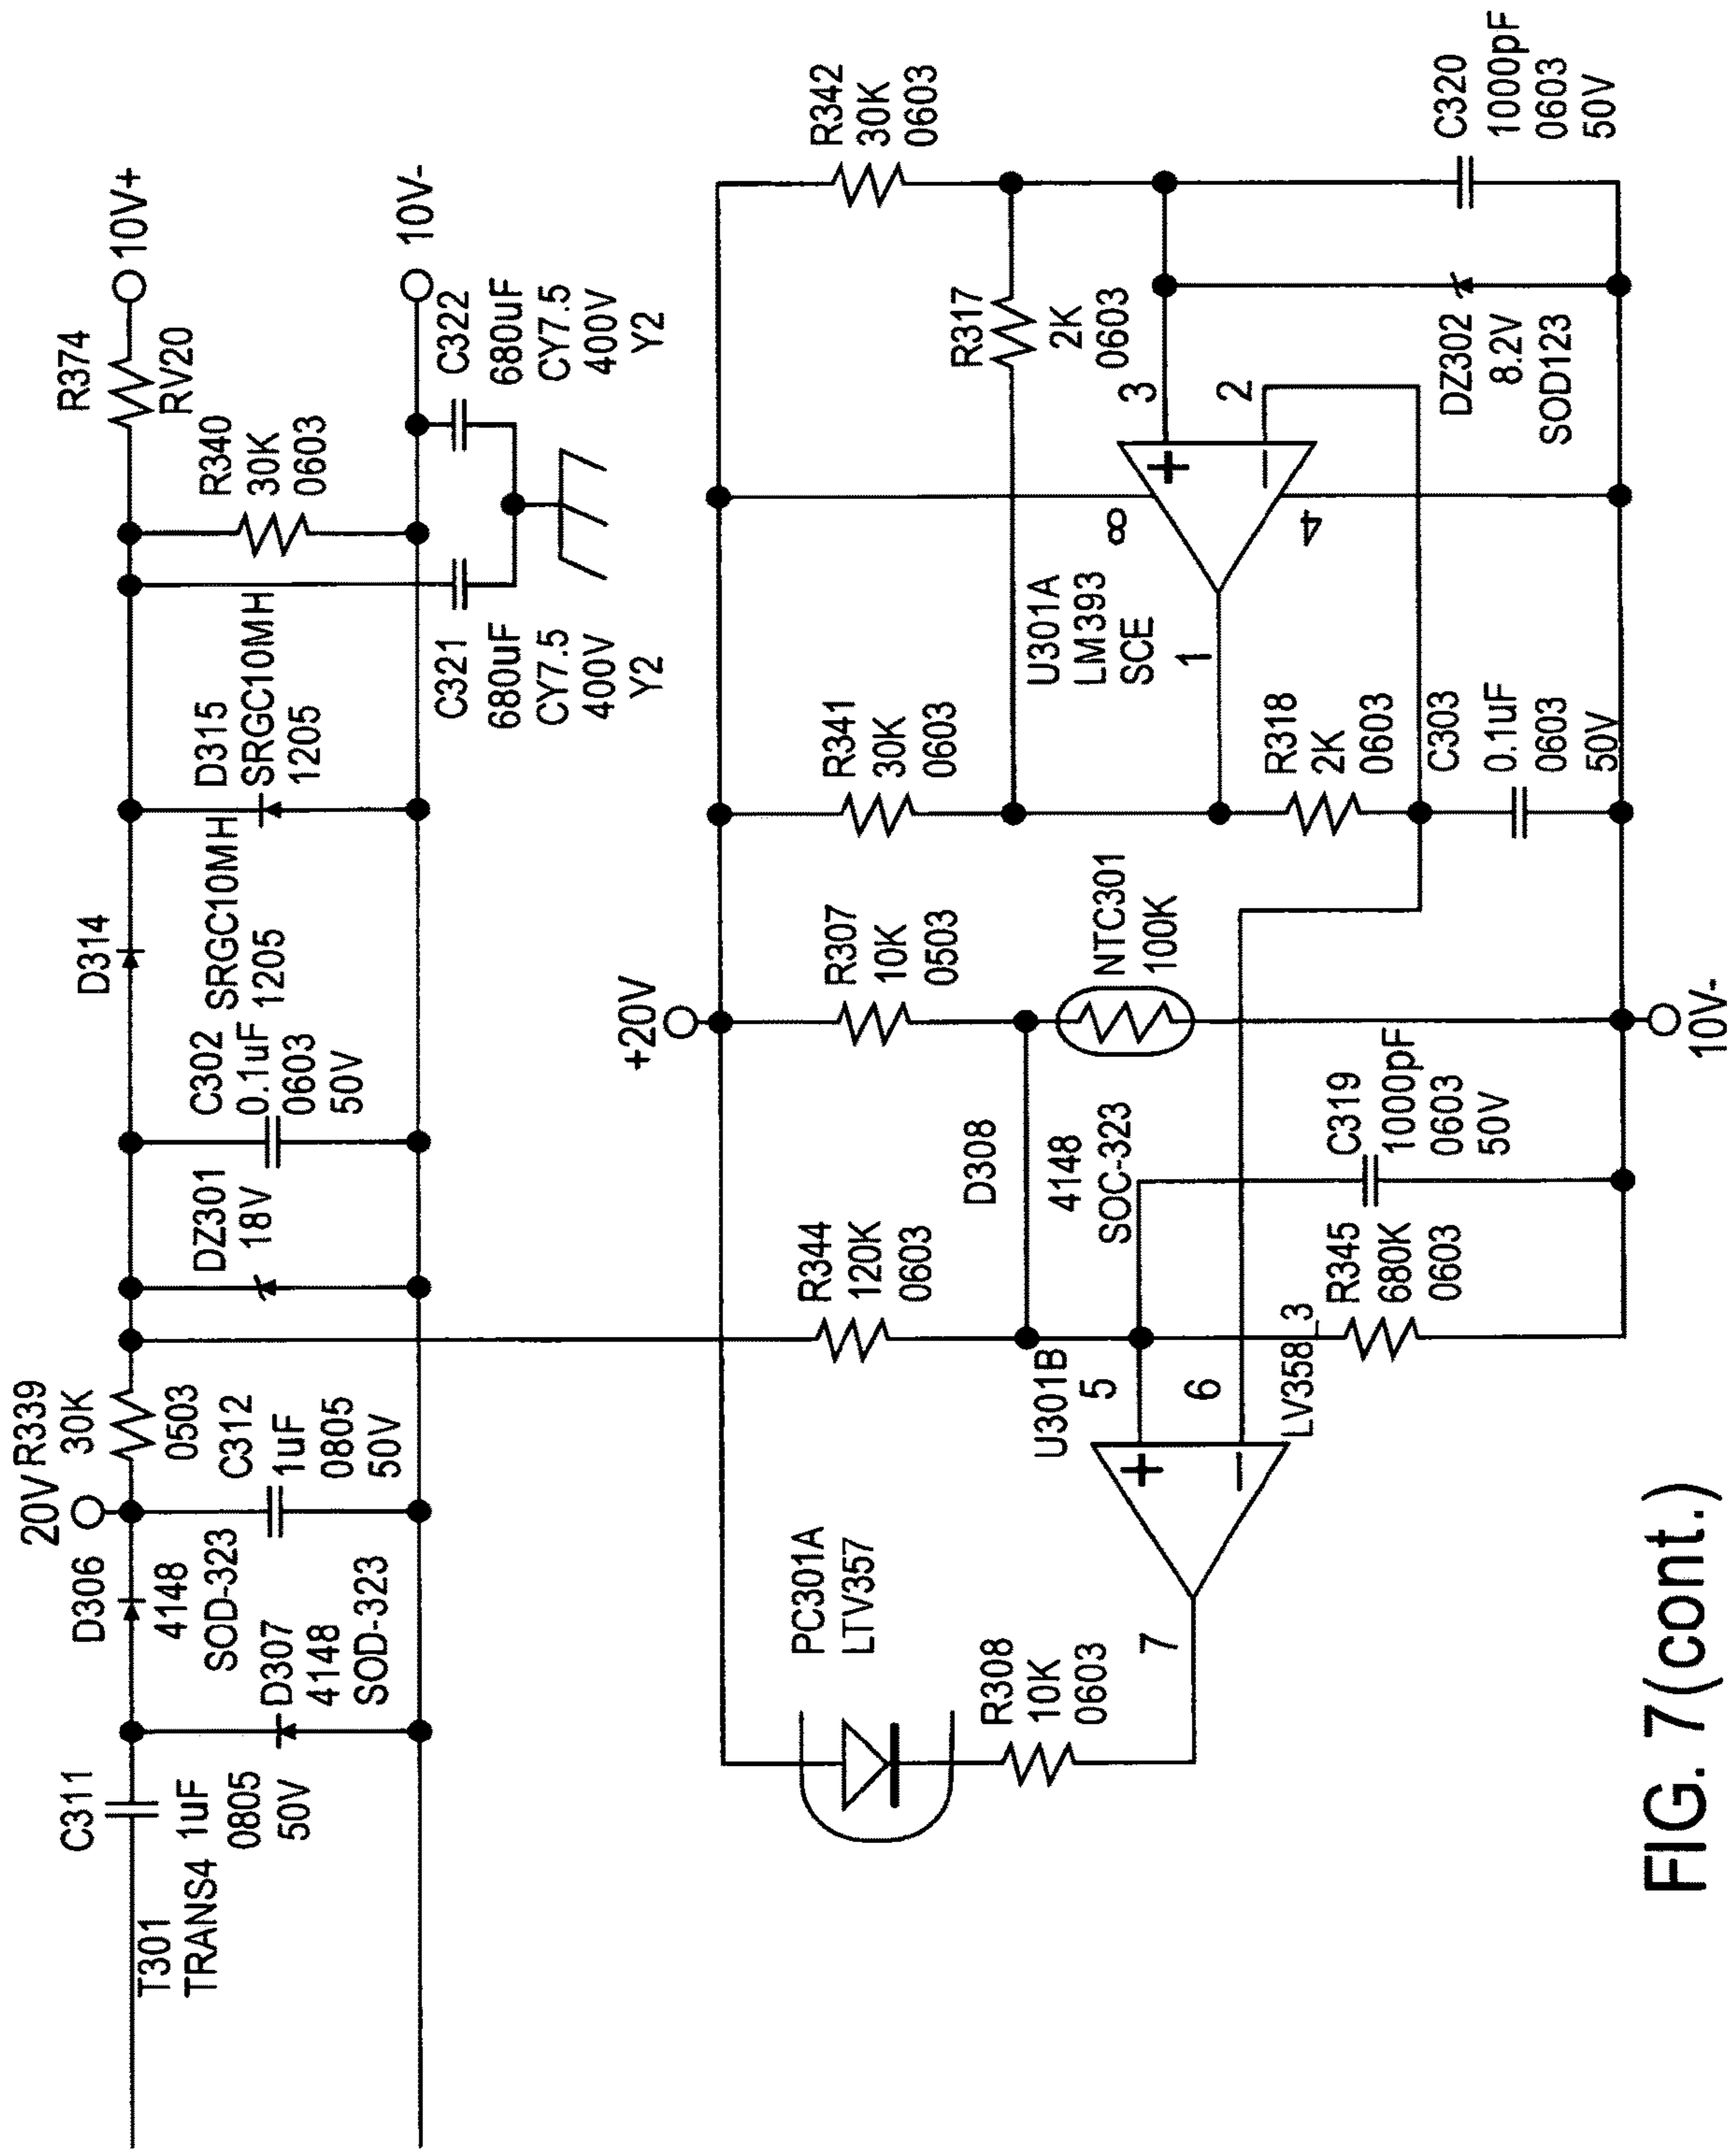 T301
TRANS4
C311
1uF
0805
50V
D307
4148
SOD-323
D306
4148
SOD-323
20V
R339
30K
0503
C312
1uF
0805
50V
DZ301
18V
C302
0.1uF
0603
50V
D314
SRGC10MH
1205
D315
SRGC10MH
1205
R340
30K
0603
R374
RV20
10V+
10V-
C321
680uF
CY7.5
400V
Y2
C322
680uF
CY7.5
400V
Y2
PC301A
LTV357
R308
10K
0603
7
U301B
5
6
LV358_3
+
−
R344
120K
0603
R345
680K
0603
C319
1000pF
0603
50V
D308
4148
SOC-323
+20V
R307
10K
0503
NTC301
100K
10V-
R341
30K
0603
R318
2K
0603
C303
0.1uF
0603
50V
U301A
LM393
SCE
1
8
4
+
−
3
2
R317
2K
0603
DZ302
8.2V
SOD123
R342
30K
0603
C320
1000pF
0603
50V
FIG. 7(cont.)